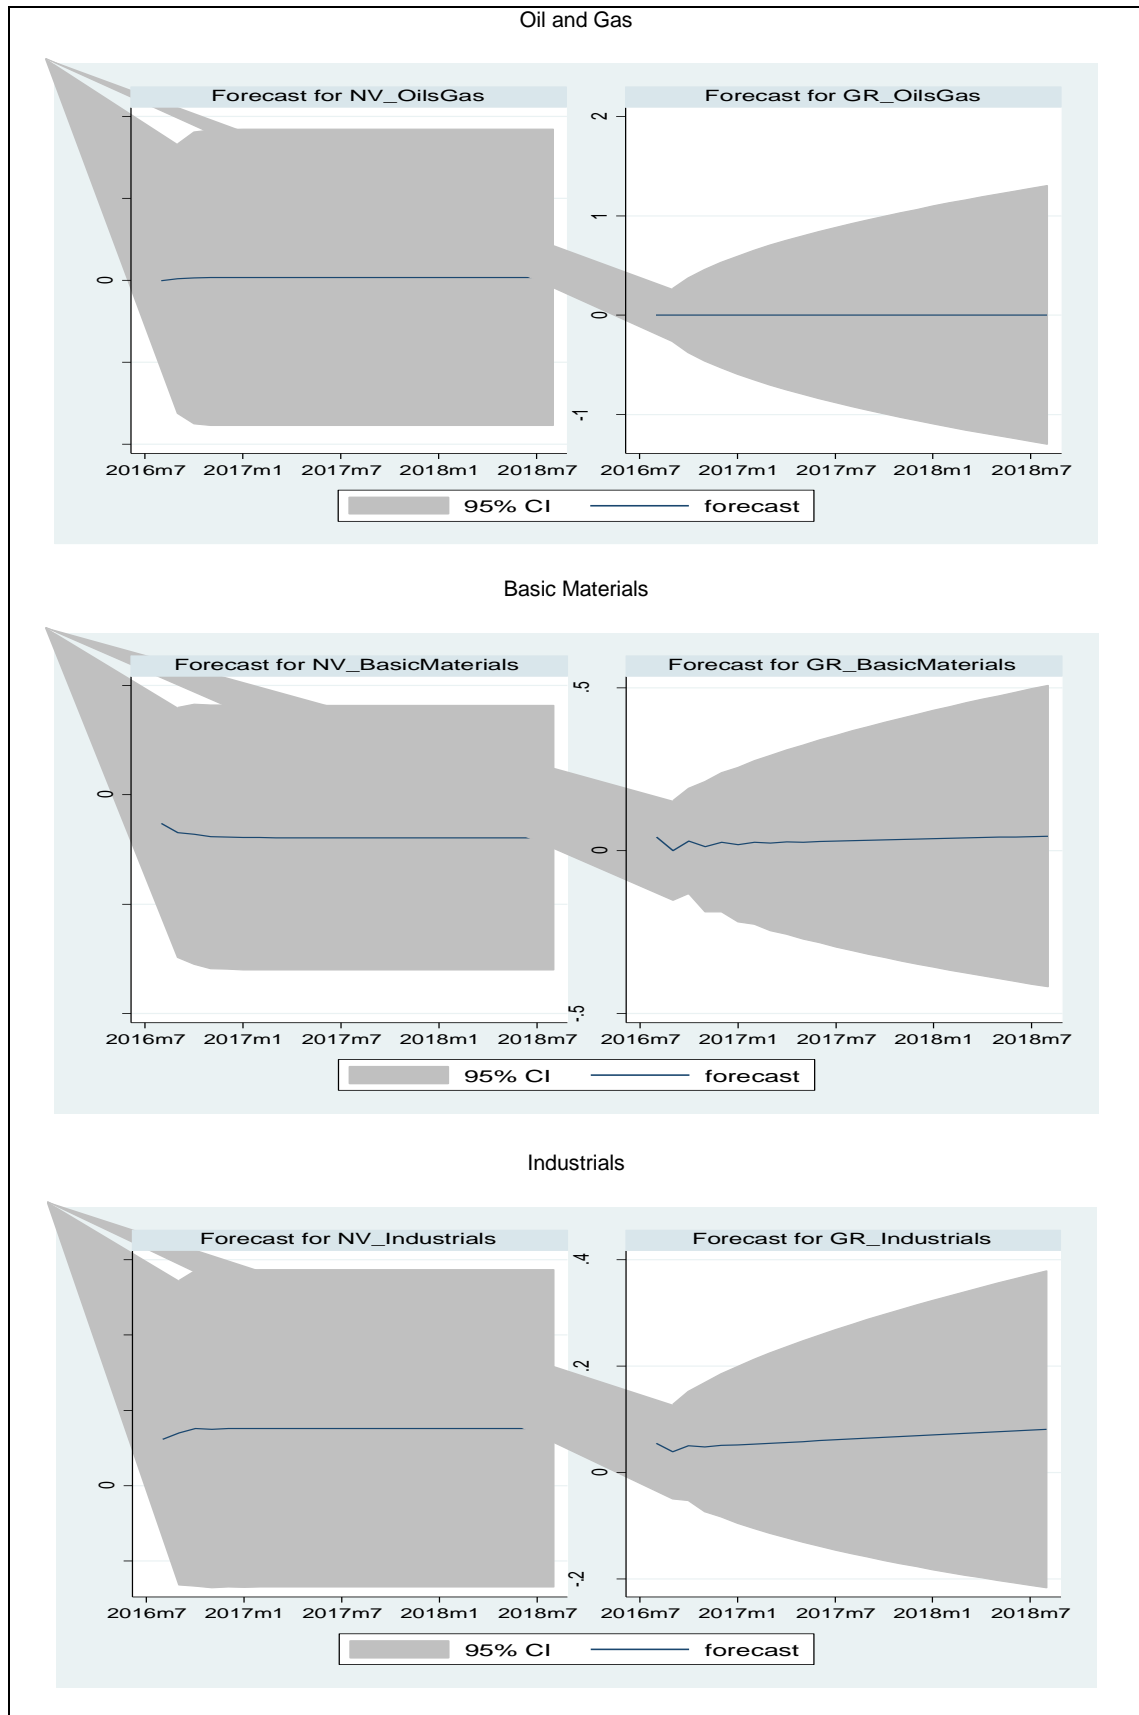 Oil and Gas
Forecast for NV_OilsGas
Forecast for GR_OilsGas
0
2
1
0
-1
2016m7 2017m1 2017m7 2018m1 2018m7
2016m7 2017m1 2017m7 2018m1 2018m7
95% CI forecast
Basic Materials
Forecast for NV_BasicMaterials
Forecast for GR_BasicMaterials
0
.5
0
-.5
2016m7 2017m1 2017m7 2018m1 2018m7
2016m7 2017m1 2017m7 2018m1 2018m7
95% CI forecast
Industrials
Forecast for NV_Industrials
Forecast for GR_Industrials
0
.4
.2
0
-.2
2016m7 2017m1 2017m7 2018m1 2018m7
2016m7 2017m1 2017m7 2018m1 2018m7
95% CI forecast